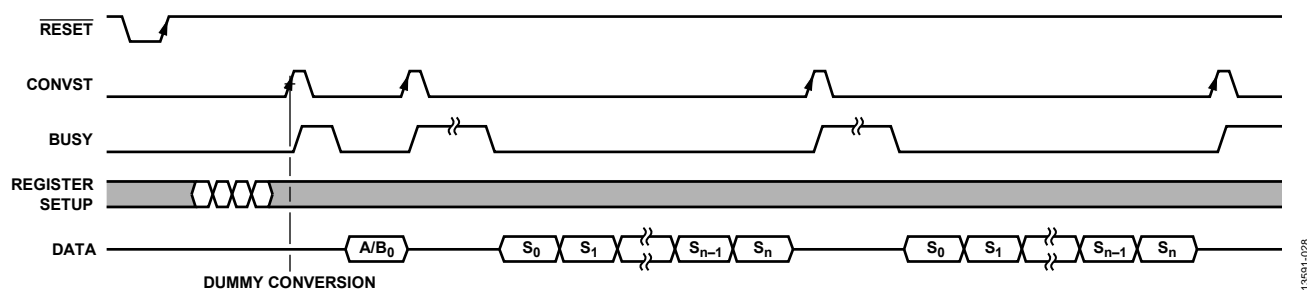 RESET
CONVST
BUSY
REGISTER
SETUP
DATA
A/B0
S0 S1 Sn–1 Sn
S0 S1 Sn–1 Sn
DUMMY CONVERSION
13591-028